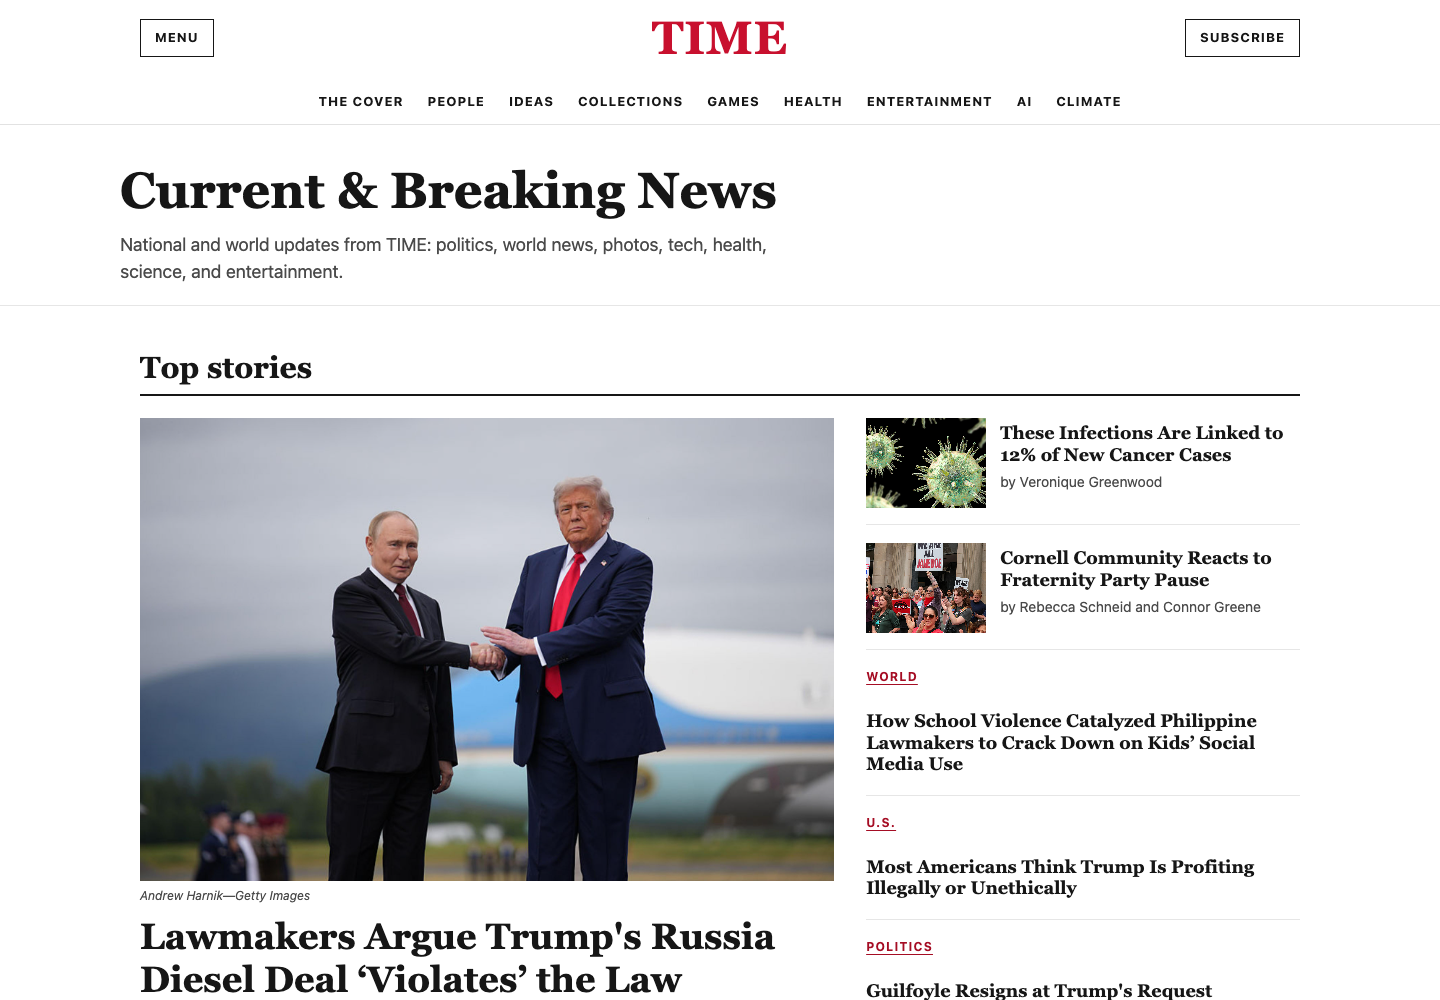 MENU
TIME
SUBSCRIBE
THE COVER PEOPLE IDEAS COLLECTIONS GAMES HEALTH ENTERTAINMENT AI CLIMATE
Current & Breaking News
National and world updates from TIME: politics, world news, photos, tech, health,
science, and entertainment.
Top stories
Andrew Harnik—Getty Images
Lawmakers Argue Trump's Russia
Diesel Deal ‘Violates’ the Law
These Infections Are Linked to
12% of New Cancer Cases
by Veronique Greenwood
Cornell Community Reacts to
Fraternity Party Pause
by Rebecca Schneid and Connor Greene
WORLD
How School Violence Catalyzed Philippine
Lawmakers to Crack Down on Kids’ Social
Media Use
U.S.
Most Americans Think Trump Is Profiting
Illegally or Unethically
POLITICS
Guilfoyle Resigns at Trump's Request